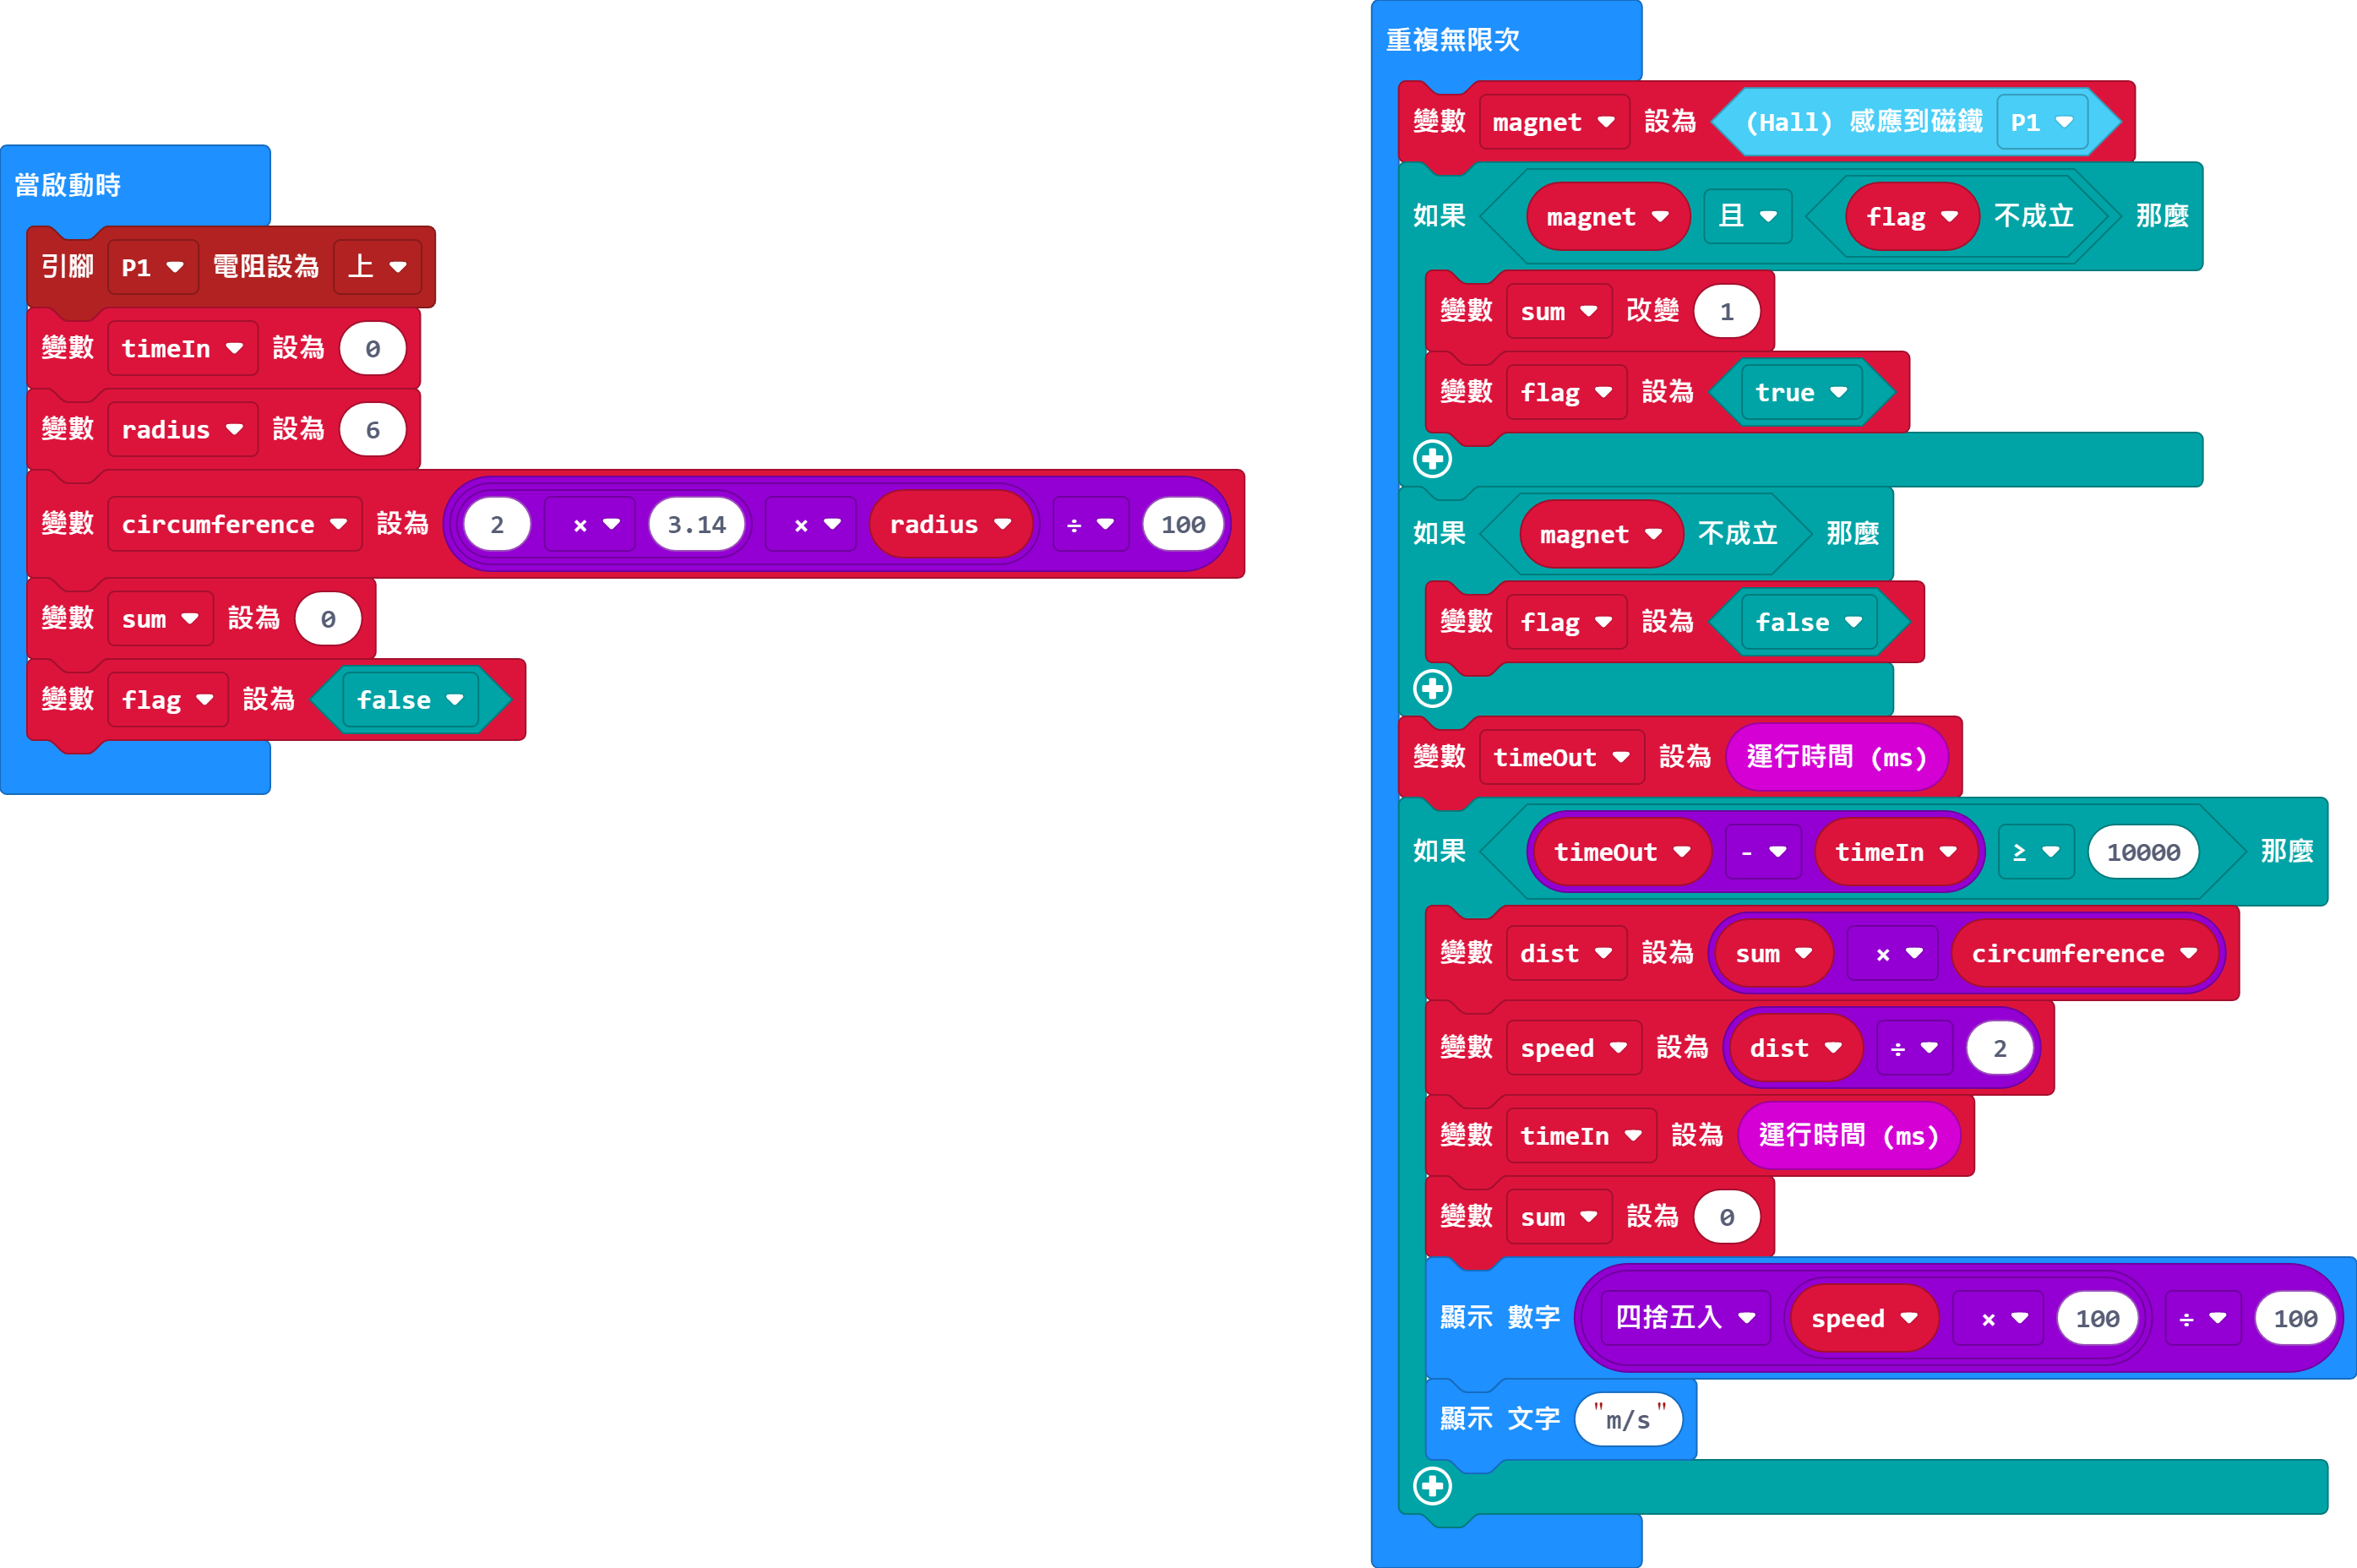 當啟動時
引腳 P1 電阻設為 上
變數 timeIn 設為 0
變數 radius 設為 6
變數 circumference 設為 2 × 3.14 × radius ÷ 100
變數 sum 設為 0
變數 flag 設為 false
重複無限次
變數 magnet 設為 (Hall) 感應到磁鐵 P1
如果 magnet 且 flag 不成立 那麼
變數 sum 改變 1
變數 flag 設為 true
如果 magnet 不成立 那麼
變數 flag 設為 false
變數 timeOut 設為 運行時間 (ms)
如果 timeOut - timeIn ≥ 10000 那麼
變數 dist 設為 sum × circumference
變數 speed 設為 dist ÷ 2
變數 timeIn 設為 運行時間 (ms)
變數 sum 設為 0
顯示 數字 四捨五入 speed × 100 ÷ 100
顯示 文字 "m/s"